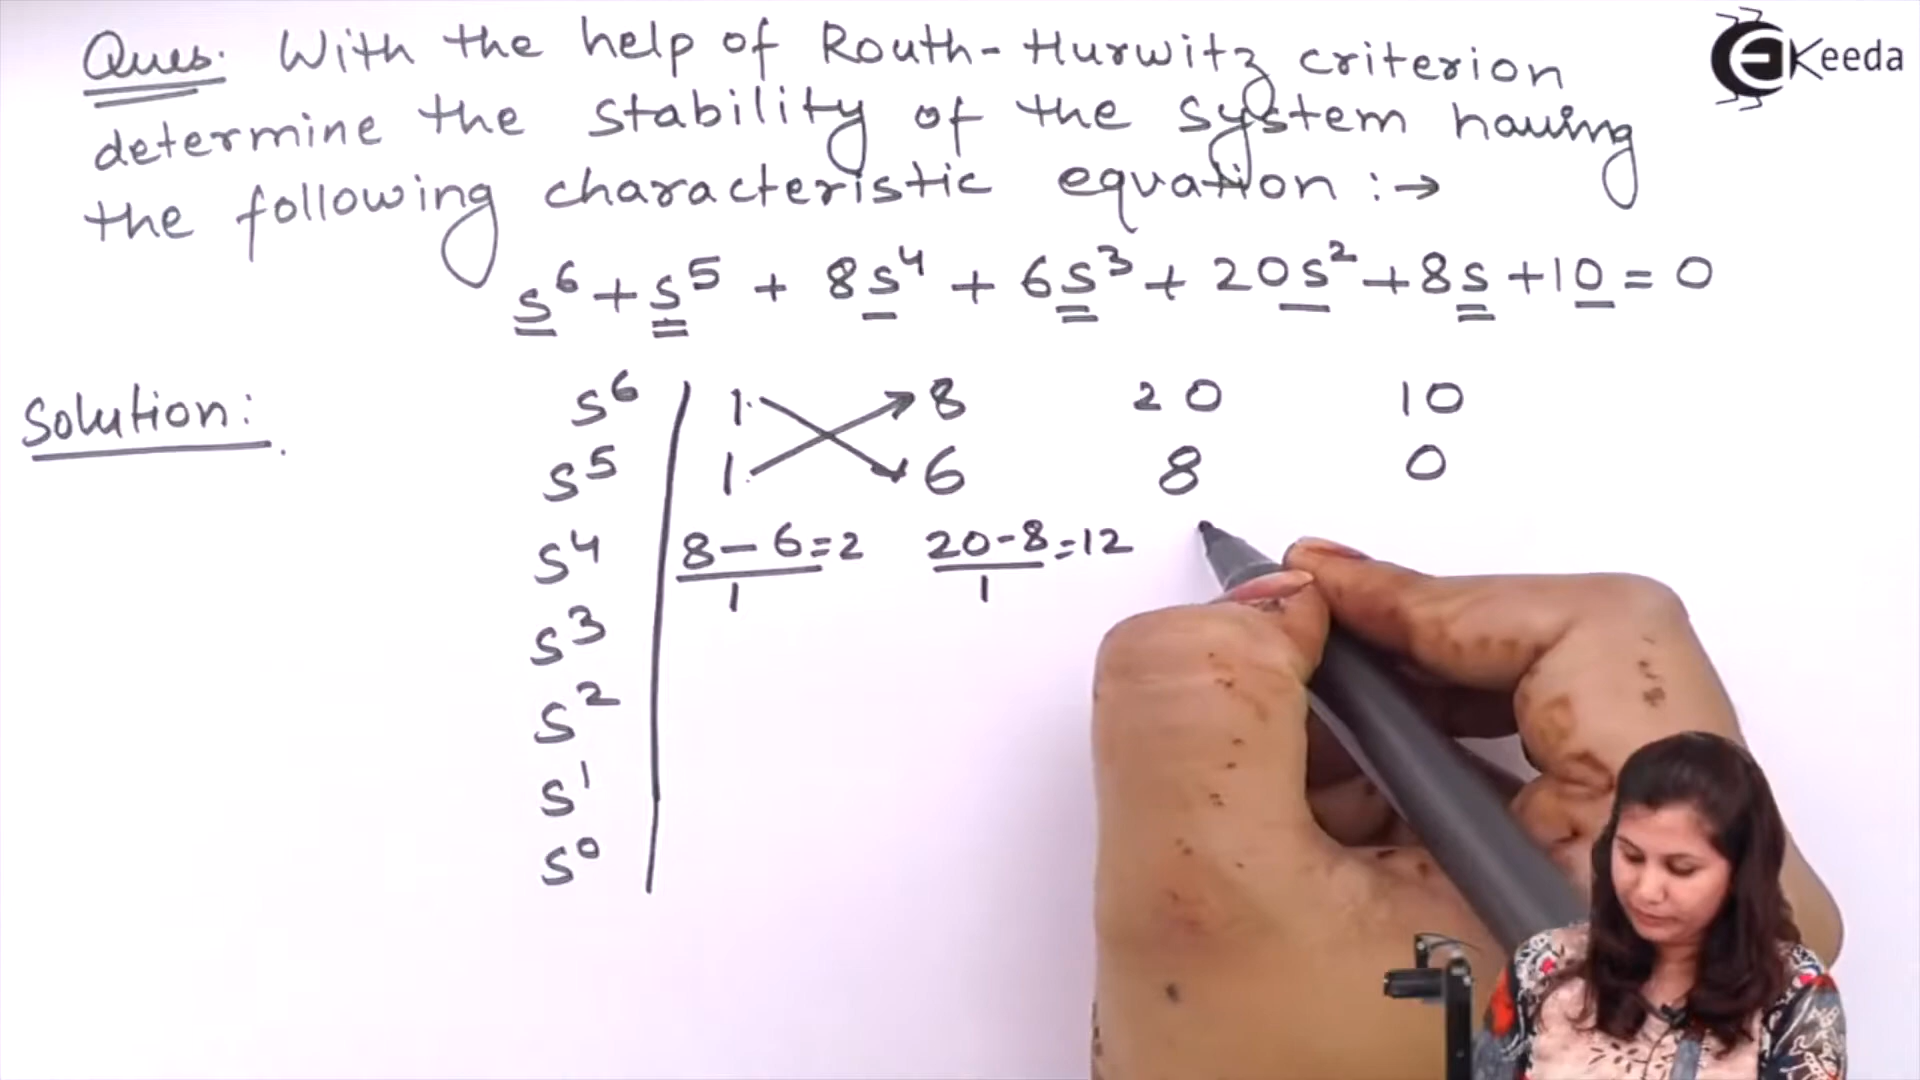 Ques. With the help of Routh-Hurwitz criterion
EKeeda
determine the stability of the system having
the following characteristic equation :→
s⁶ + s⁵ + 8s⁴ + 6s³ + 20s² + 8s + 10 = 0
Solution:
s⁶ | 1 8 20 10
s⁵ | 1 6 8 0
s⁴ | 8-6/1 =2 20-8/1 =12
s³
s²
s¹
s⁰